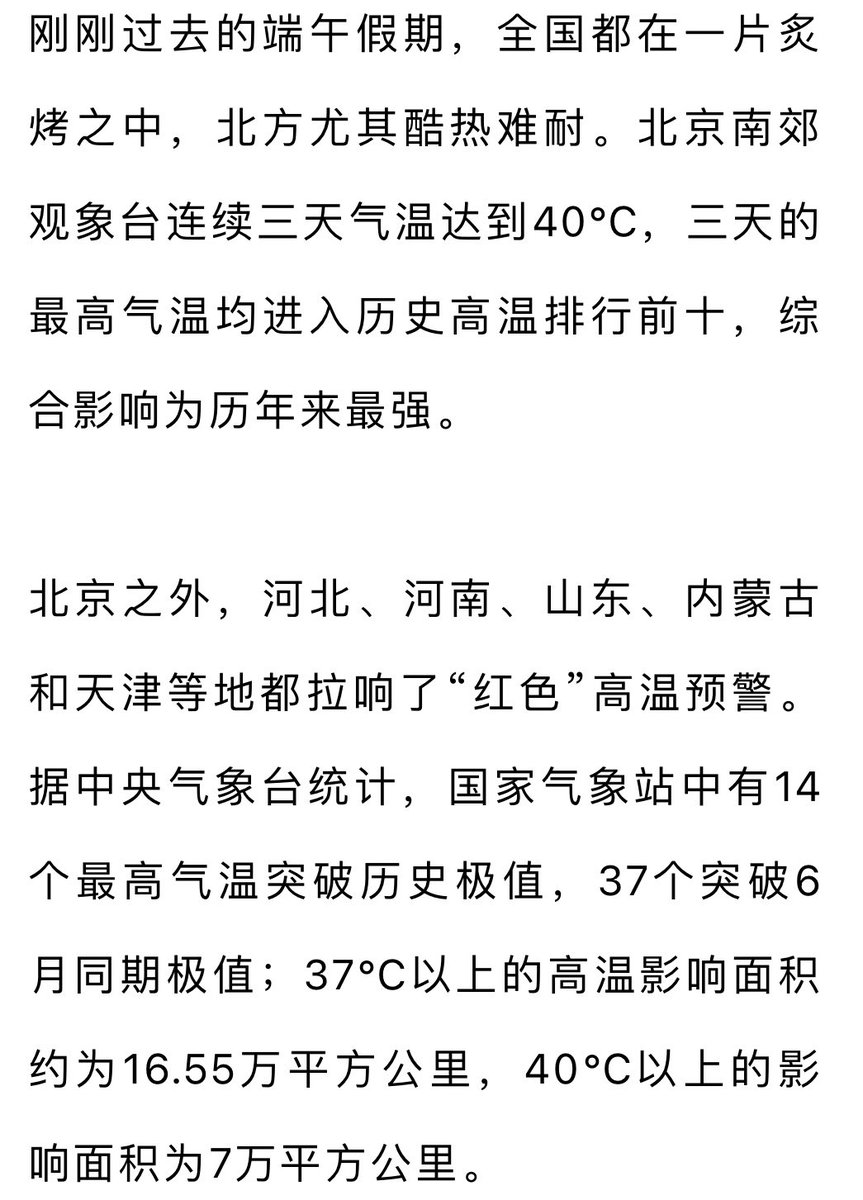 刚刚过去的端午假期，全国都在一片炙
烤之中，北方尤其酷热难耐。北京南郊
观象台连续三天气温达到40°C，三天的
最高气温均进入历史高温排行前十，综
合影响为历年来最强。
北京之外，河北、河南、山东、内蒙古
和天津等地都拉响了“红色”高温预警。
据中央气象台统计，国家气象站中有14
个最高气温突破历史极值，37个突破6
月同期极值；37°C以上的高温影响面积
约为16.55万平方公里，40°C以上的影
响面积为7万平方公里。